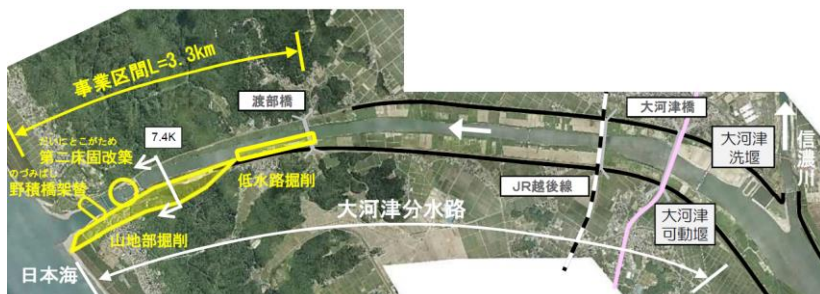 事業区間L=3.3km
渡部橋
大河津橋
7.4K
だいにとこがため
第二床固改築
のづみばし
野積橋架替
低水路掘削
山地部掘削
大河津分水路
JR越後線
大河津
洗堰
大河津
可動堰
信濃川
日本海